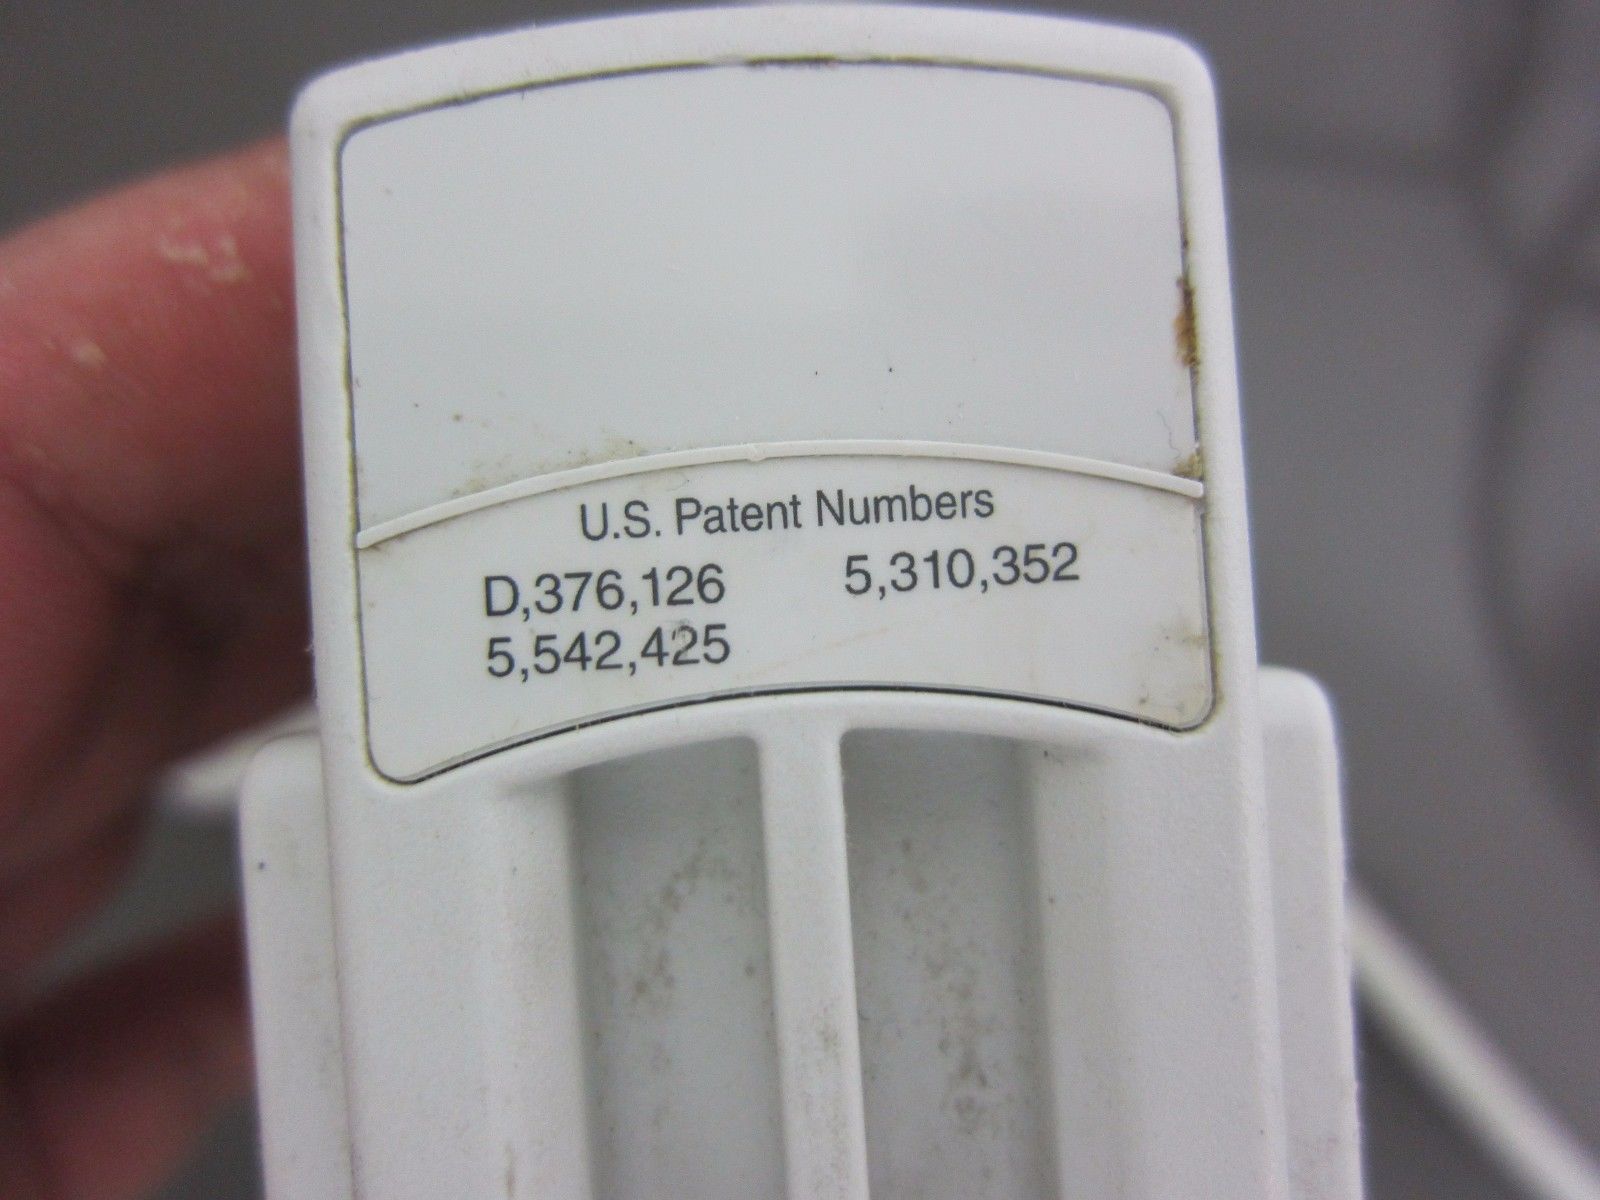 U.S. Patent Numbers
D,376,126 5,310,352
5,542,425